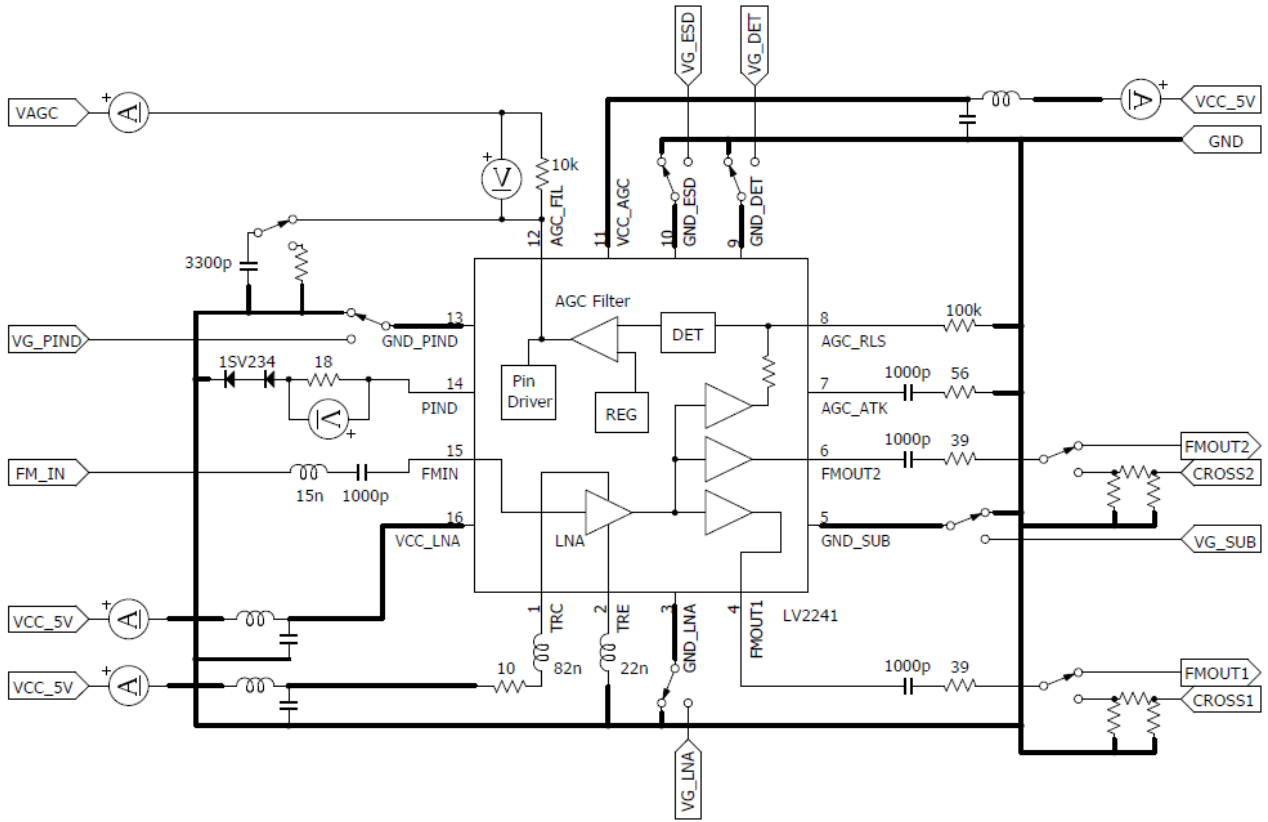 VG_ESD
VG_DET
VAGC
+
A
A
+
VCC_5V
GND
+
V
10k
AGC_FIL
12
VCC_AGC
11
GND_ESD
10
GND_DET
9
3300p
AGC Filter
VG_PIND
13
GND_PIND
DET
8
AGC_RLS
100k
1SV234
18
14
PIND
Pin
Driver
REG
7
AGC_ATK
1000p
56
V
+
FM_IN
15n
1000p
15
FMIN
6
FMOUT2
1000p
39
FMOUT2
CROSS2
16
VCC_LNA
LNA
5
GND_SUB
VG_SUB
VCC_5V
+
A
1
TRC
2
TRE
3
GND_LNA
4
FMOUT1
LV2241
VCC_5V
+
A
10
82n
22n
1000p
39
FMOUT1
CROSS1
VG_LNA